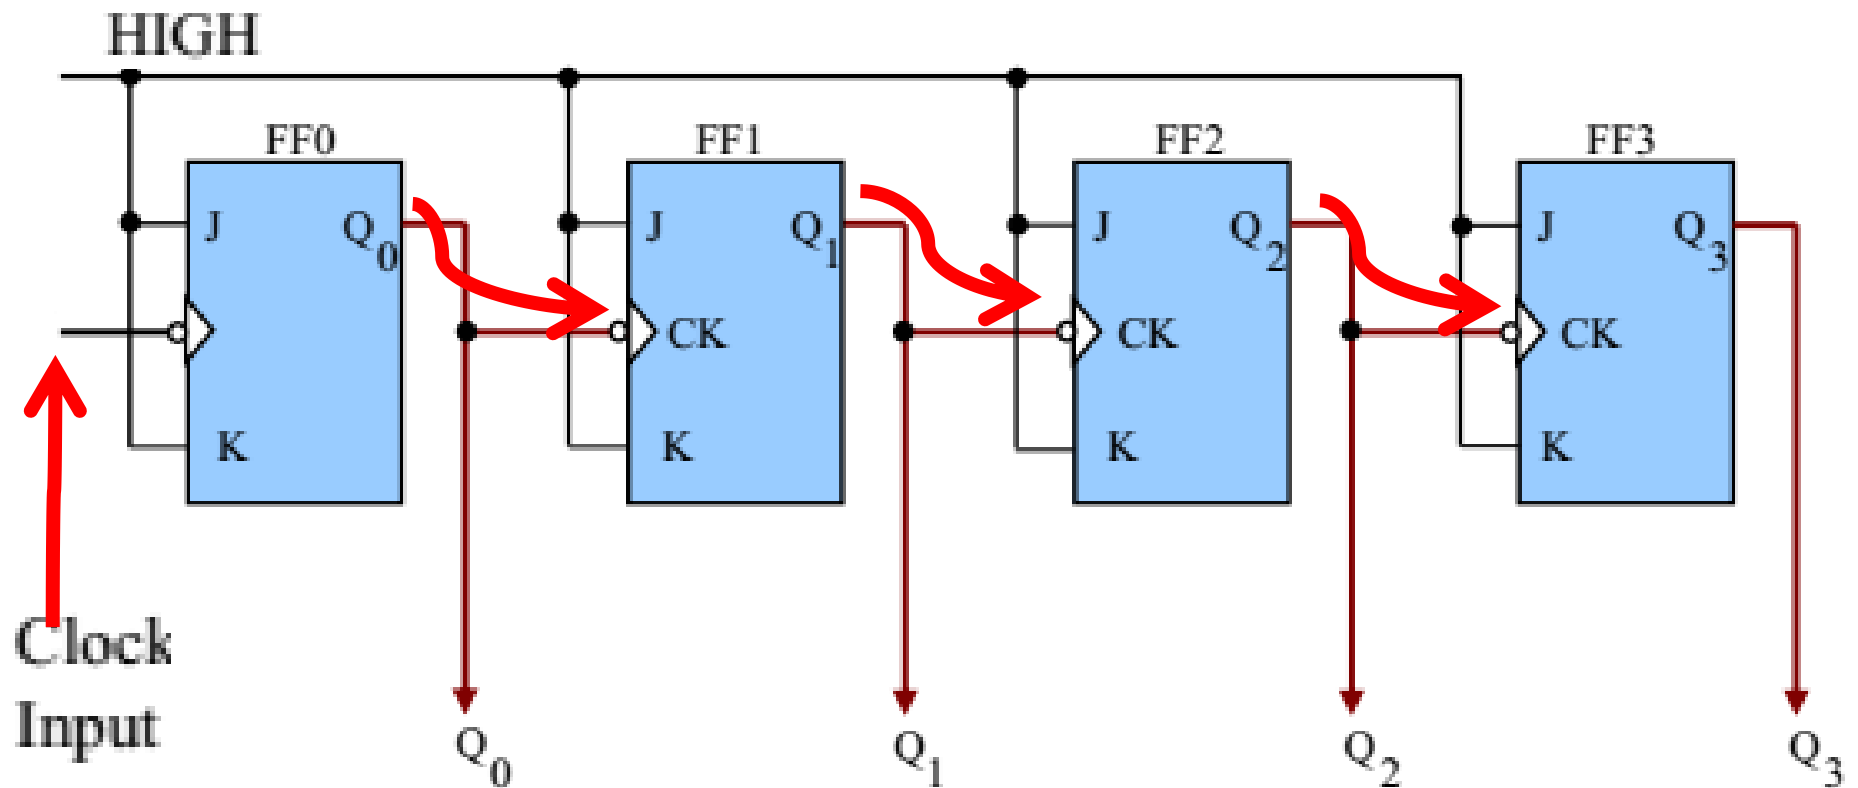 HIGH
FF0 FF1 FF2 FF3
J Q0 J Q1 J Q2 J Q3
CK CK CK
K K K K
Clock
Input
Q0 Q1 Q2 Q3